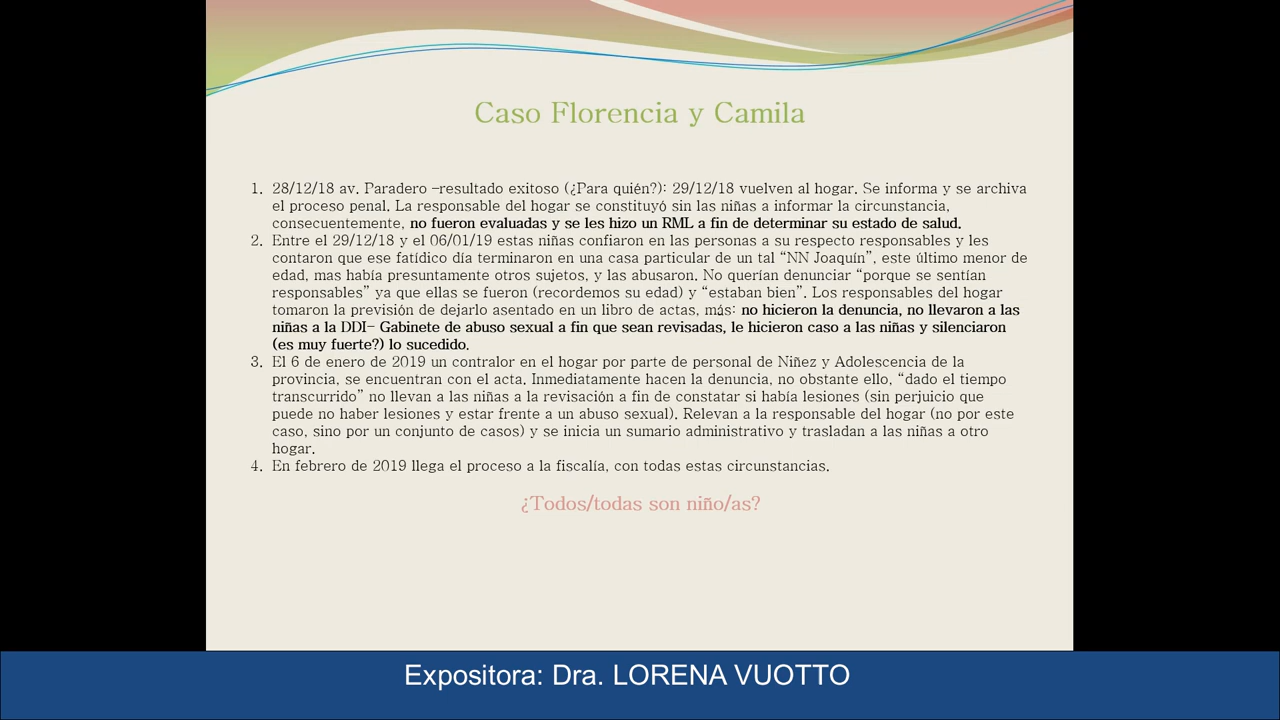 Caso Florencia y Camila
1. 28/12/18 av. Paradero –resultado exitoso (¿Para quién?): 29/12/18 vuelven al hogar. Se informa y se archiva
el proceso penal. La responsable del hogar se constituyó sin las niñas a informar la circunstancia,
consecuentemente, no fueron evaluadas y se les hizo un RML a fin de determinar su estado de salud.
2. Entre el 29/12/18 y el 06/01/19 estas niñas confiaron en las personas a su respecto responsables y les
contaron que ese fatídico día terminaron en una casa particular de un tal “NN Joaquín”, este último menor de
edad, mas había presuntamente otros sujetos, y las abusaron. No querían denunciar “porque se sentían
responsables” ya que ellas se fueron (recordemos su edad) y “estaban bien”. Los responsables del hogar
tomaron la previsión de dejarlo asentado en un libro de actas, más: no hicieron la denuncia, no llevaron a las
niñas a la DDI– Gabinete de abuso sexual a fin que sean revisadas, le hicieron caso a las niñas y silenciaron
(es muy fuerte?) lo sucedido.
3. El 6 de enero de 2019 un contralor en el hogar por parte de personal de Niñez y Adolescencia de la
provincia, se encuentran con el acta. Inmediatamente hacen la denuncia, no obstante ello, “dado el tiempo
transcurrido” no llevan a las niñas a la revisación a fin de constatar si había lesiones (sin perjuicio que
puede no haber lesiones y estar frente a un abuso sexual). Relevan a la responsable del hogar (no por este
caso, sino por un conjunto de casos) y se inicia un sumario administrativo y trasladan a las niñas a otro
hogar.
4. En febrero de 2019 llega el proceso a la fiscalía, con todas estas circunstancias.
¿Todos/todas son niño/as?
Expositora: Dra. LORENA VUOTTO